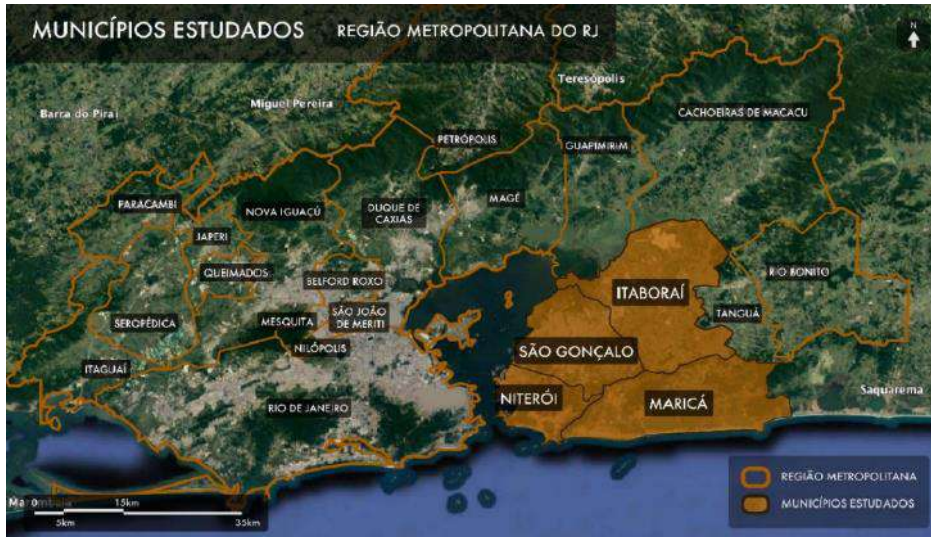 MUNICÍPIOS ESTUDADOS REGIÃO METROPOLITANA DO RJ
N
Teresópolis
Miguel Pereira
Barra do Piraí
CACHOEIRAS DE MACACU
PETRÓPOLIS
GUAPIMIRIM
PARACAMBI
NOVA IGUAÇÚ
DUQUE DE
CAXIAS
MAGÉ
JAPERI
QUEIMADOS
BELFORD ROXO
RIO BONITO
ITABORAÍ
SEROPÉDICA
MESQUITA
SÃO JOÃO
DE MERITI
TANGUÁ
NILÓPOLIS
SÃO GONÇALO
ITAGUAÍ
RIO DE JANEIRO
NITERÓI
MARICÁ
Saquarema
REGIÃO METROPOLITANA
MUNICÍPIOS ESTUDADOS
Marambaia
15km
5km
35km